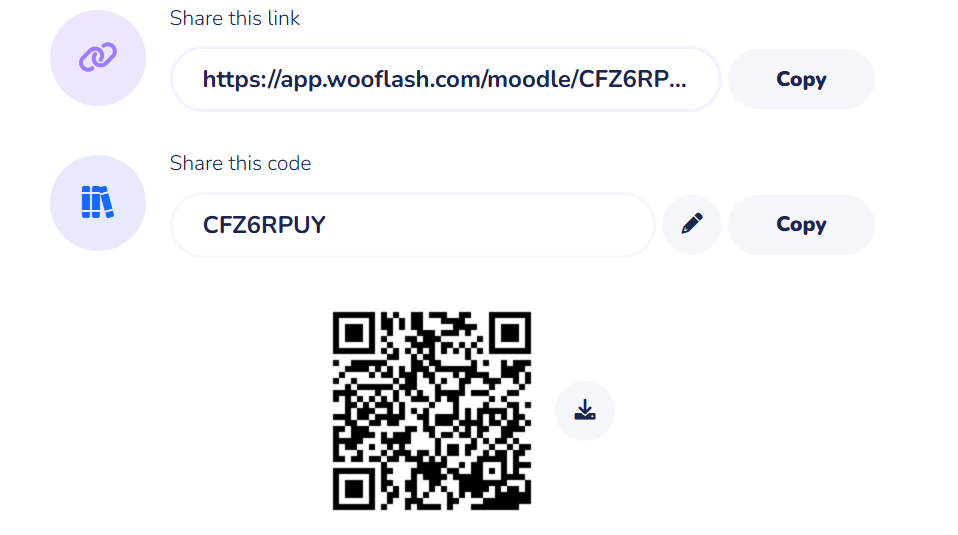 Share this link
https://app.wooflash.com/moodle/CFZ6RP...
Copy
Share this code
CFZ6RPUY
Copy